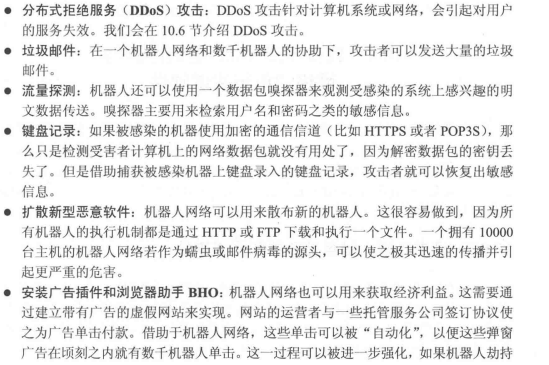 ● 分布式拒绝服务（DDoS）攻击：DDoS 攻击针对计算机系统或网络，会引起对用户
的服务失效。我们会在 10.6 节介绍 DDoS 攻击。
● 垃圾邮件：在一个机器人网络和数千机器人的协助下，攻击者可以发送大量的垃圾
邮件。
● 流量探测：机器人还可以使用一个数据包嗅探器来观测受感染的系统上感兴趣的明
文数据传送。嗅探器主要用来检索用户名和密码之类的敏感信息。
● 键盘记录：如果被感染的机器使用加密的通信信道（比如 HTTPS 或者 POP3S），那
么只是检测受害者计算机上的网络数据包就没有用处了，因为解密数据包的密钥丢
失了。但是借助捕获被感染机器上键盘录入的键盘记录，攻击者就可以恢复出敏感
信息。
● 扩散新型恶意软件：机器人网络可以用来散布新的机器人。这很容易做到，因为所
有机器人的执行机制都是通过 HTTP 或 FTP 下载和执行一个文件。一个拥有 10000
台主机的机器人网络若作为蠕虫或邮件病毒的源头，可以使之极其迅速的传播并引
起更严重的危害。
● 安装广告插件和浏览器助手 BHO：机器人网络也可以用来获取经济利益。这需要通
过建立带有广告的虚假网站来实现。网站的运营者与一些托管服务公司签订协议使
之为广告单击付款。借助于机器人网络，这些单击可以被“自动化”，以便这些弹窗
广告在顷刻之内就有数千机器人单击。这一过程可以被进一步强化，如果机器人劫持